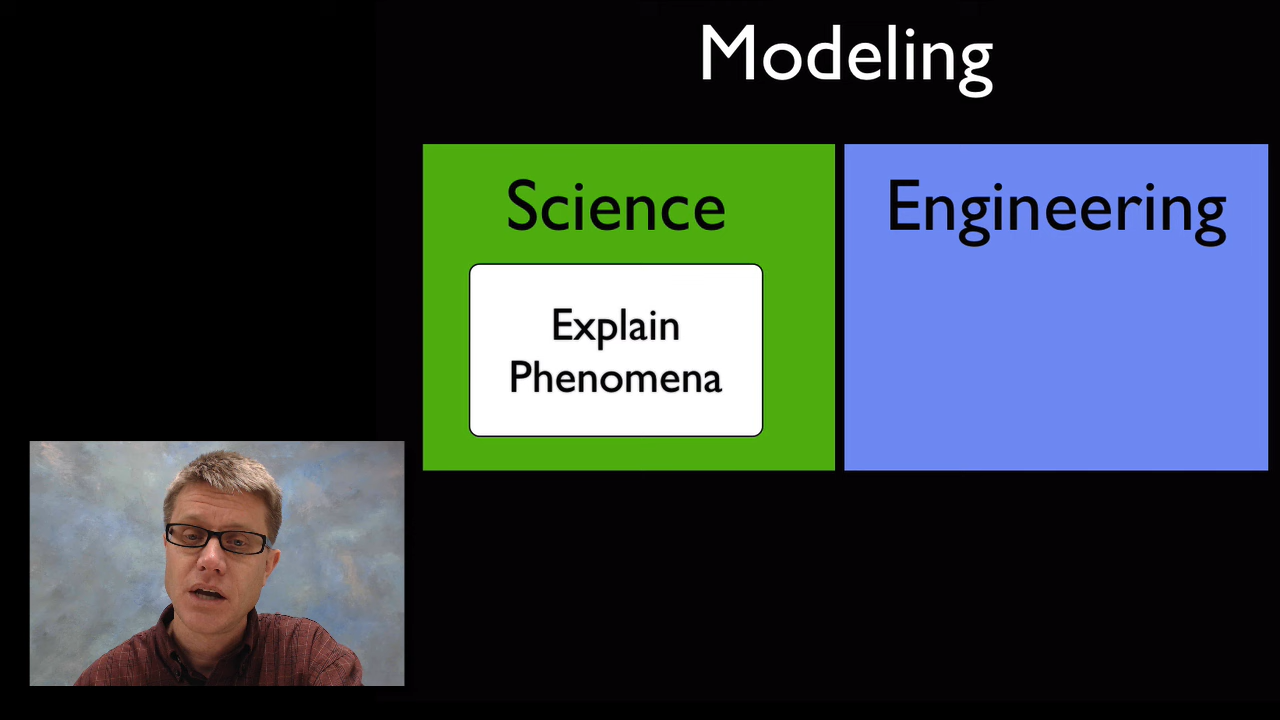 Modeling
Science
Engineering
Explain
Phenomena